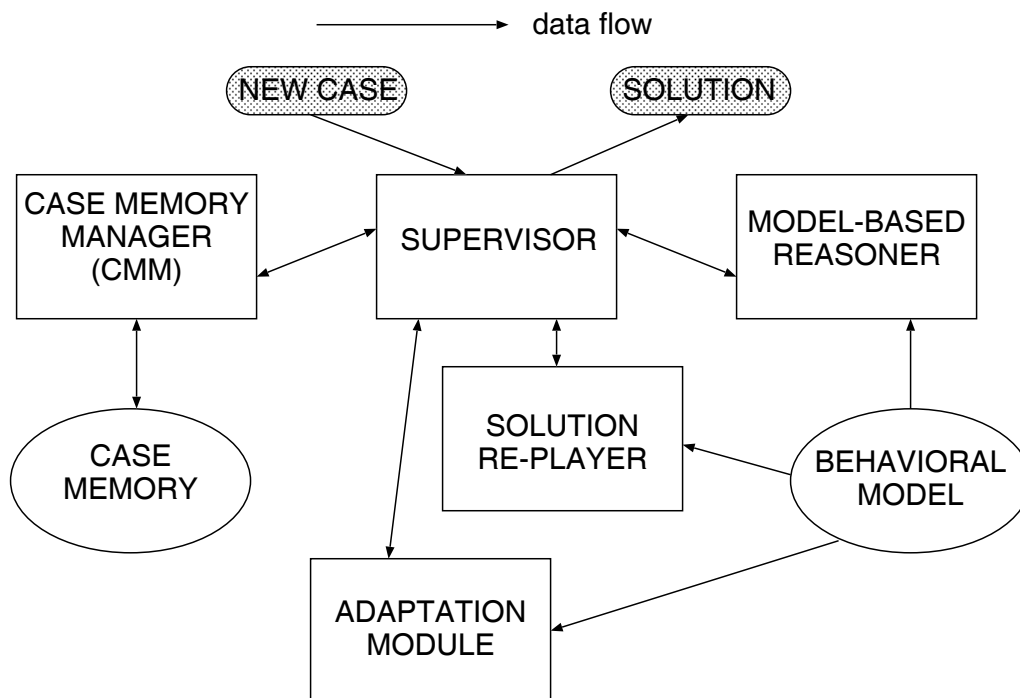 data flow
NEW CASE
SOLUTION
CASE MEMORY
MANAGER
(CMM)
SUPERVISOR
MODEL-BASED
REASONER
SOLUTION
RE-PLAYER
CASE
MEMORY
BEHAVIORAL
MODEL
ADAPTATION
MODULE